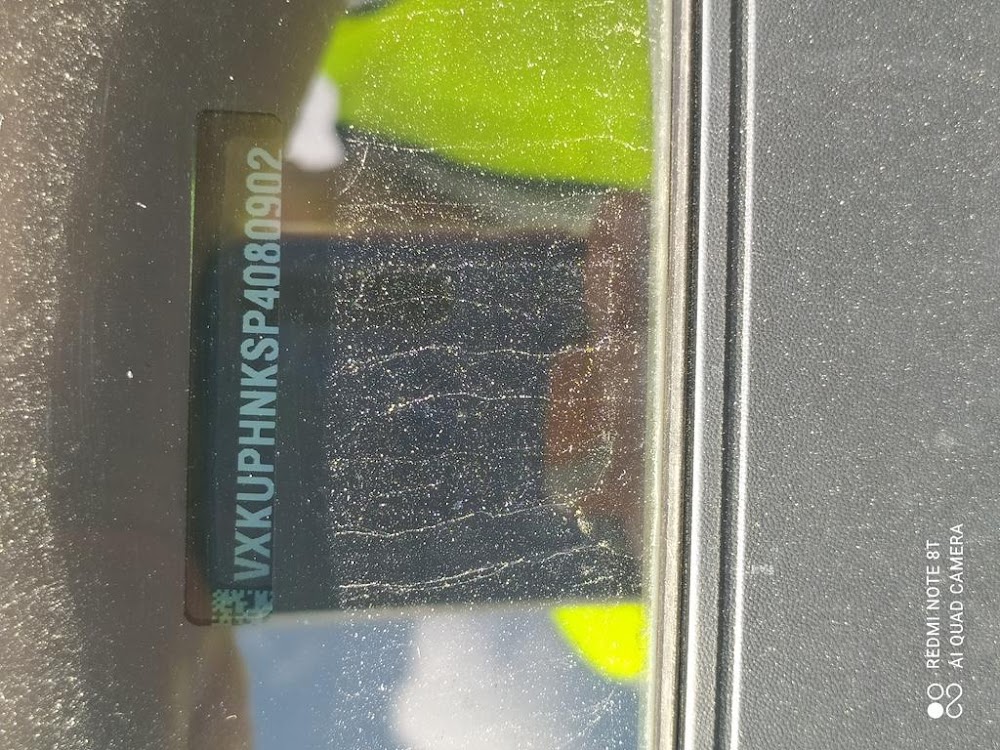 VXKUPHNKSP4080902
REDMI NOTE 8T
AI QUAD CAMERA